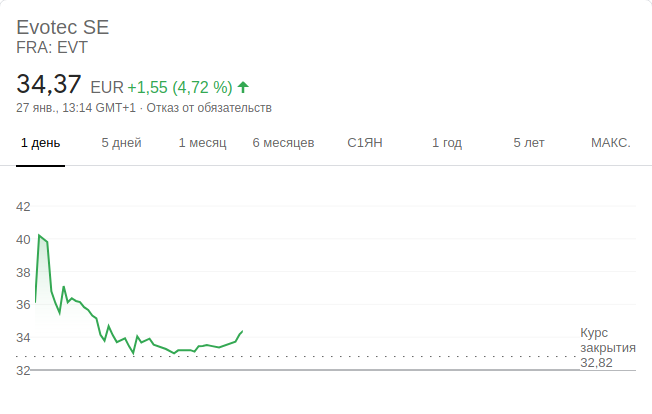 Evotec SE
FRA: EVT
34,37 EUR +1,55 (4,72 %)
27 янв., 13:14 GMT+1 · Отказ от обязательств
1 день 5 дней 1 месяц 6 месяцев С1ЯН 1 год 5 лет МАКС.
42
40
38
36
34
Курс
закрытия
32,82
32